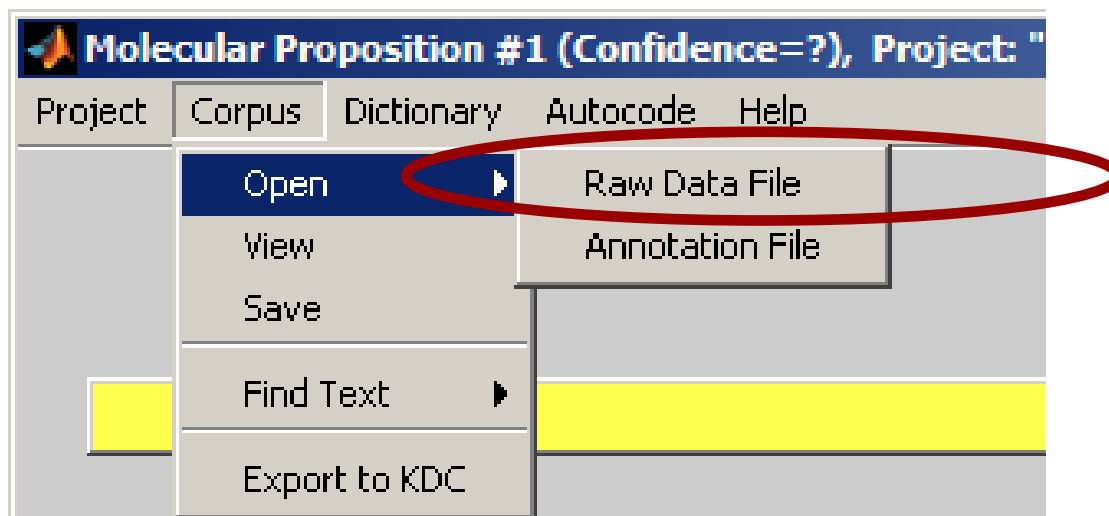 Molecular Proposition #1 (Confidence=?), Project: "
Project Corpus Dictionary Autocode Help
Open Raw Data File
View Annotation File
Save
Find Text
Export to KDC